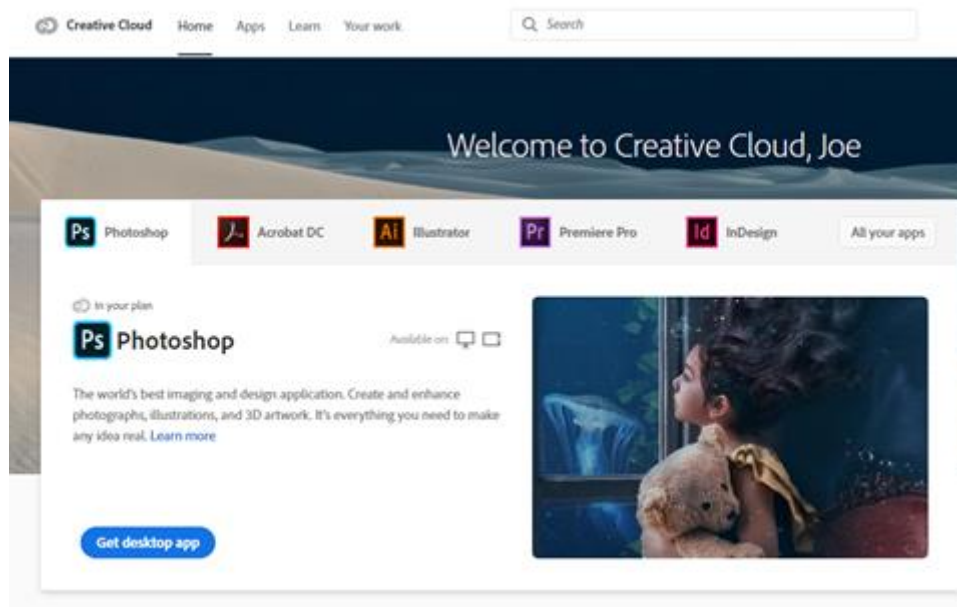 Creative Cloud Home Apps Learn Your work Search
Welcome to Creative Cloud, Joe
Ps Photoshop Acrobat DC Ai Illustrator Pr Premiere Pro Id InDesign All your apps
In your plan
Ps Photoshop Available on:
The world's best imaging and design application. Create and enhance
photographs, illustrations, and 3D artwork. It's everything you need to make
any idea real. Learn more
Get desktop app